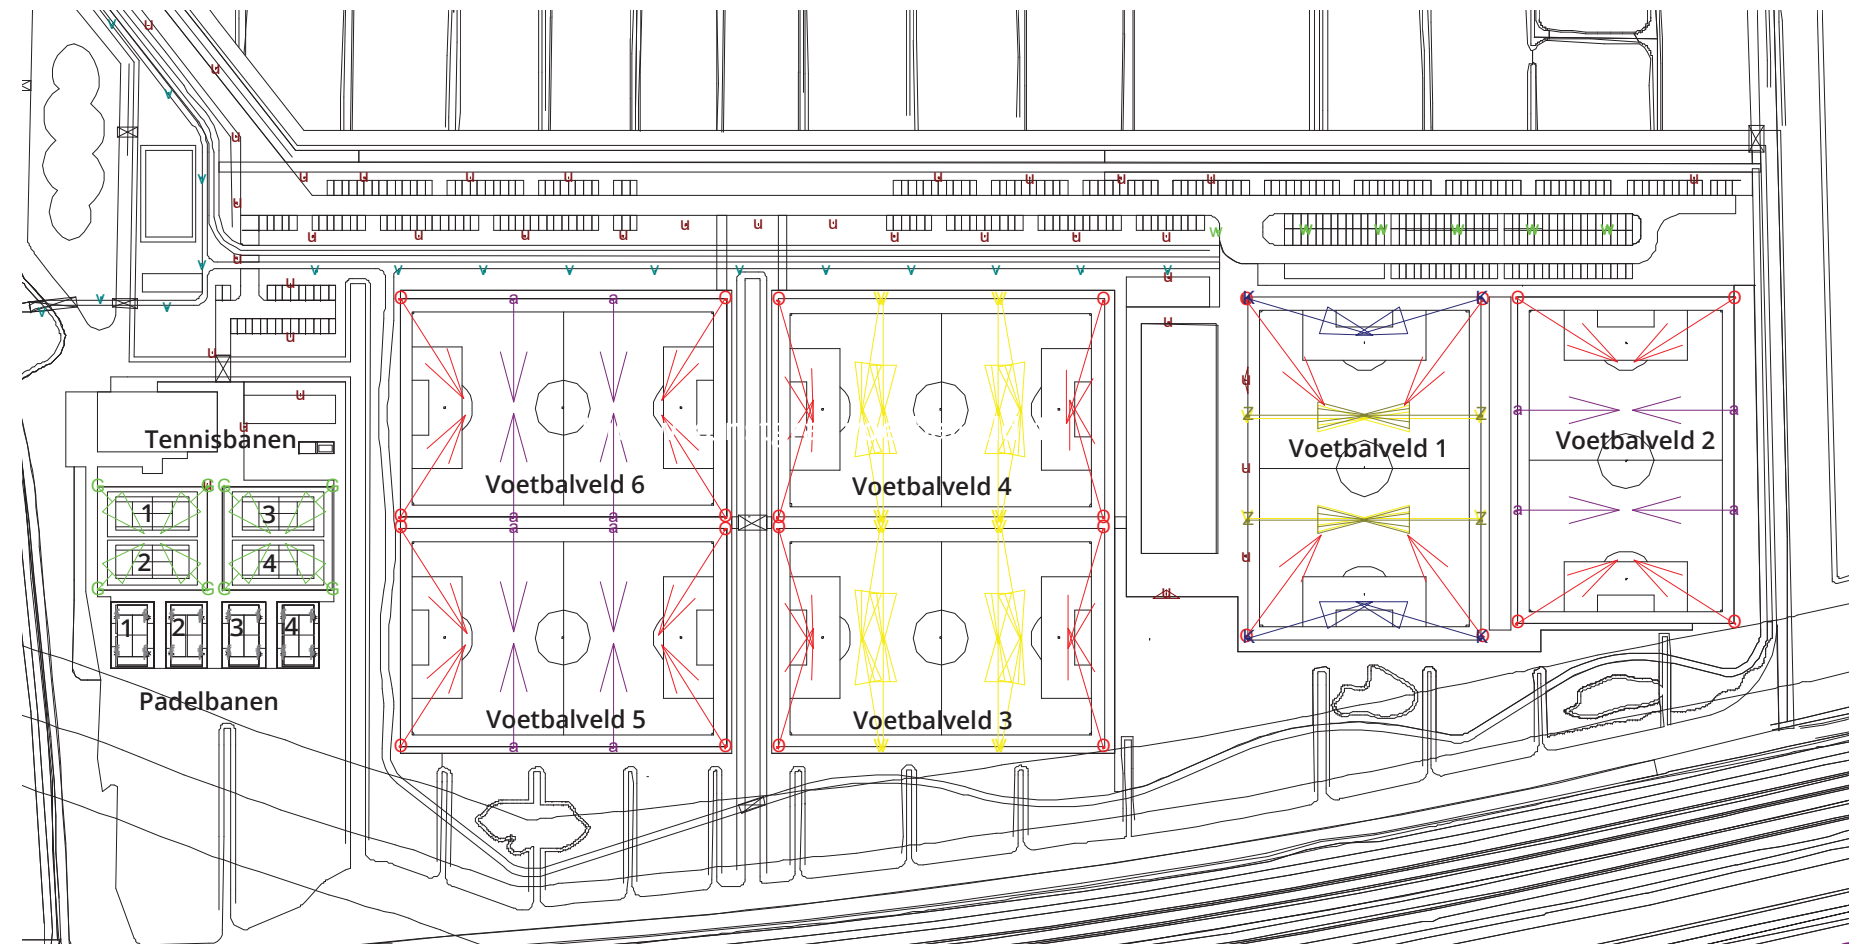 Tennisbanen
1
3
2
4
1
2
3
4
Padelbanen
Voetbalveld 6
Voetbalveld 4
Voetbalveld 1
Voetbalveld 2
Voetbalveld 5
Voetbalveld 3